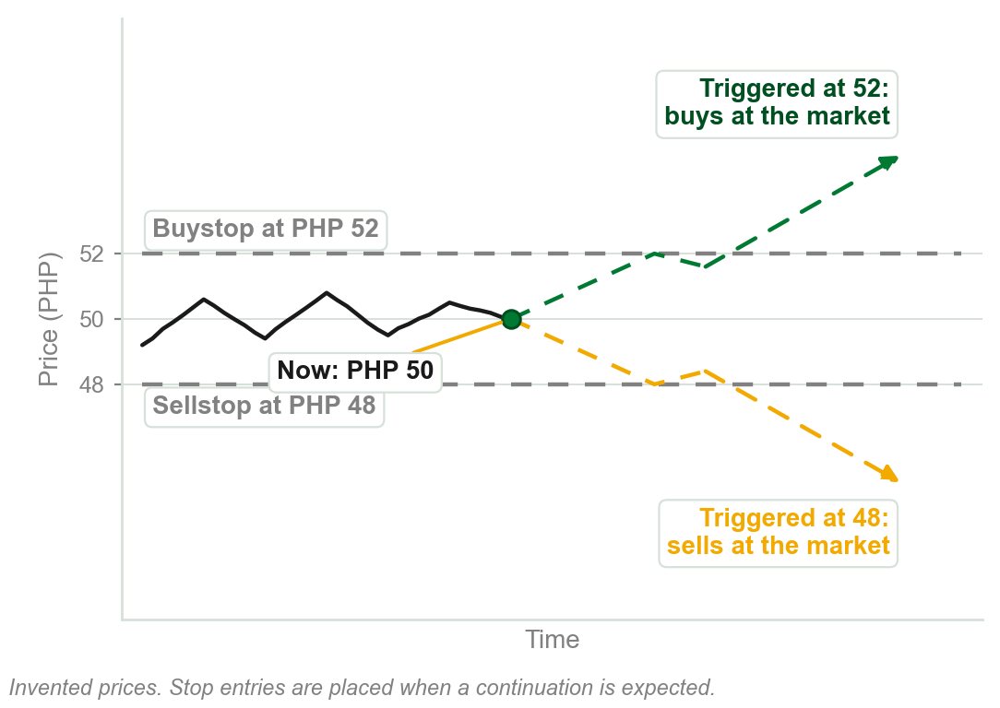 Triggered at 52:
buys at the market
Buystop at PHP 52
52
50
48
Price (PHP)
Now: PHP 50
Sellstop at PHP 48
Triggered at 48:
sells at the market
Time
Invented prices. Stop entries are placed when a continuation is expected.